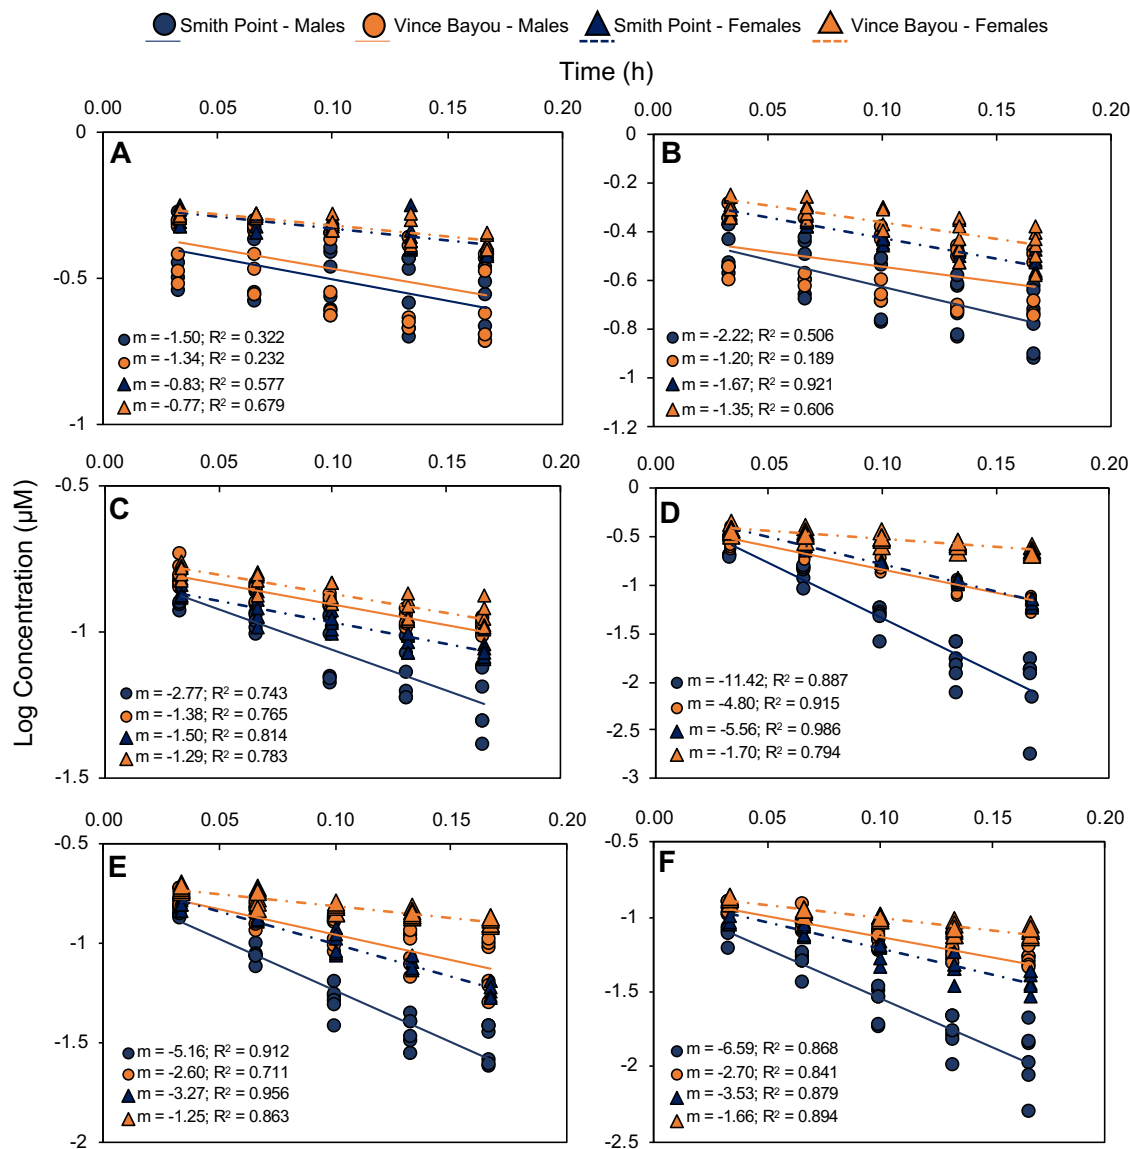 Smith Point - Males Vince Bayou - Males Smith Point - Females Vince Bayou - Females
Time (h)
0.00 0.05 0.10 0.15 0.20
0
-0.5
-1
A
m = -1.50; R² = 0.322
m = -1.34; R² = 0.232
m = -0.83; R² = 0.577
m = -0.77; R² = 0.679
0.00 0.05 0.10 0.15 0.20
0
-0.2
-0.4
-0.6
-0.8
-1
-1.2
B
m = -2.22; R² = 0.506
m = -1.20; R² = 0.189
m = -1.67; R² = 0.921
m = -1.35; R² = 0.606
Log Concentration (µM)
0.00 0.05 0.10 0.15 0.20
-0.5
-1
-1.5
C
m = -2.77; R² = 0.743
m = -1.38; R² = 0.765
m = -1.50; R² = 0.814
m = -1.29; R² = 0.783
0.00 0.05 0.10 0.15 0.20
0
-0.5
-1
-1.5
-2
-2.5
-3
D
m = -11.42; R² = 0.887
m = -4.80; R² = 0.915
m = -5.56; R² = 0.986
m = -1.70; R² = 0.794
0.00 0.05 0.10 0.15 0.20
-0.5
-1
-1.5
-2
E
m = -5.16; R² = 0.912
m = -2.60; R² = 0.711
m = -3.27; R² = 0.956
m = -1.25; R² = 0.863
0.00 0.05 0.10 0.15 0.20
-0.5
-1
-1.5
-2
-2.5
F
m = -6.59; R² = 0.868
m = -2.70; R² = 0.841
m = -3.53; R² = 0.879
m = -1.66; R² = 0.894